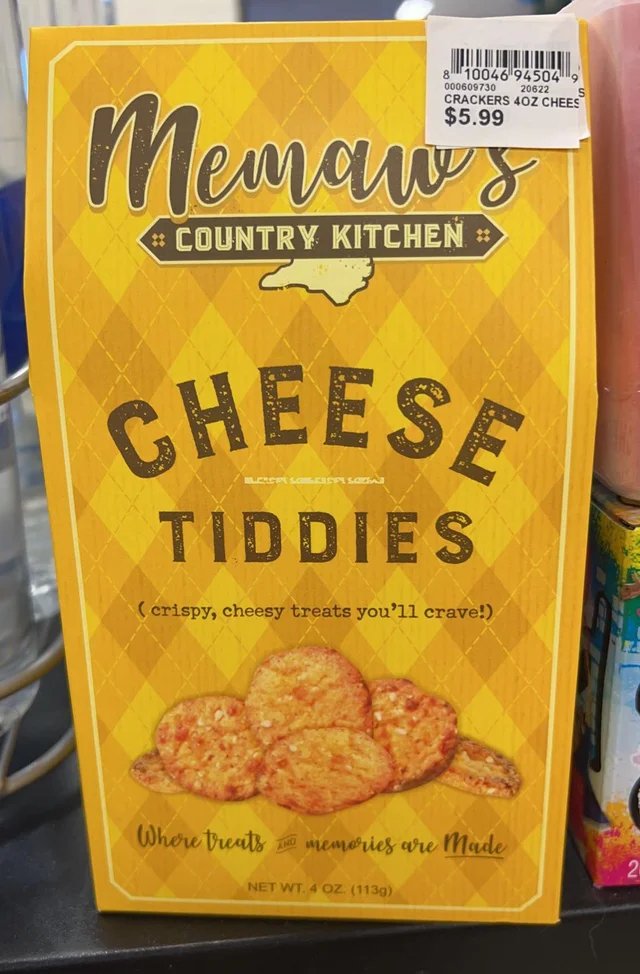 8 10046 94504 9
000609730 20622 S
CRACKERS 4OZ CHEES
$5.99
Memaw's
COUNTRY KITCHEN
CHEESE
TIDDIES
( crispy, cheesy treats you'll crave!)
Where treats AND memories are Made
NET WT. 4 OZ. (113g)